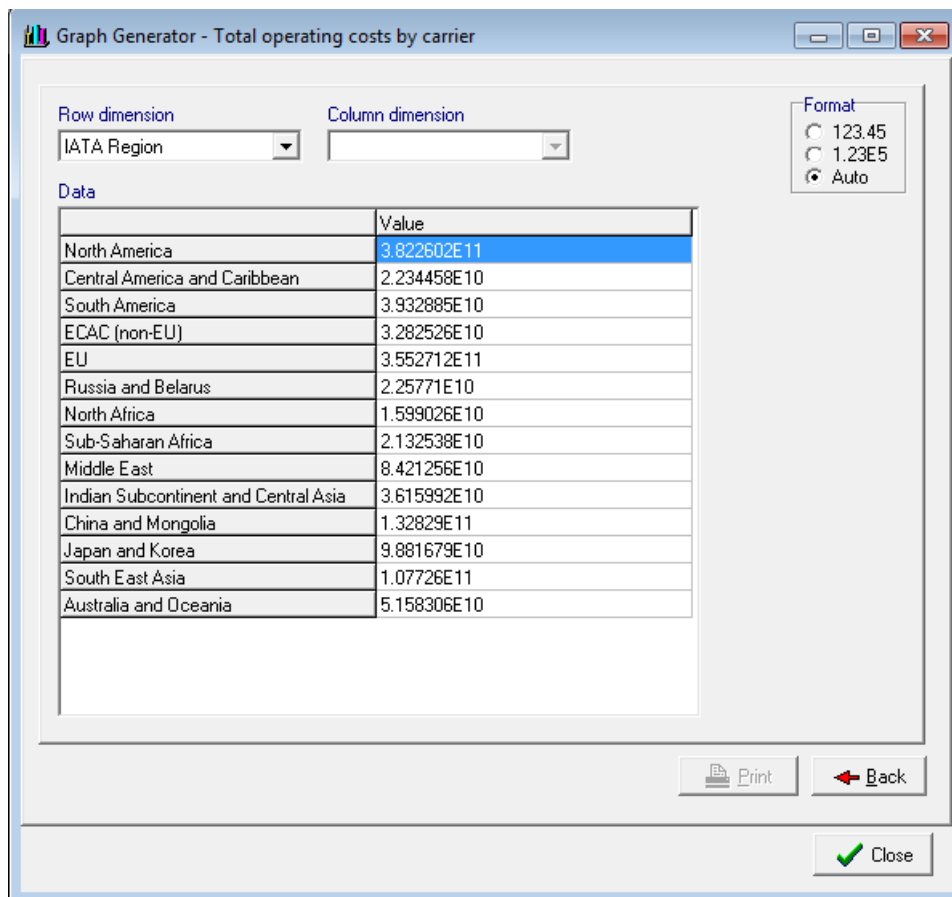 Graph Generator - Total operating costs by carrier
Row dimension
Column dimension
IATA Region
Format
123.45
1.23E5
Auto
Data
Value
North America 3.822602E11
Central America and Caribbean 2.234458E10
South America 3.932885E10
ECAC (non-EU) 3.282526E10
EU 3.552712E11
Russia and Belarus 2.25771E10
North Africa 1.599026E10
Sub-Saharan Africa 2.132538E10
Middle East 8.421256E10
Indian Subcontinent and Central Asia 3.615992E10
China and Mongolia 1.32829E11
Japan and Korea 9.881679E10
South East Asia 1.07726E11
Australia and Oceania 5.158306E10
Print
Back
Close